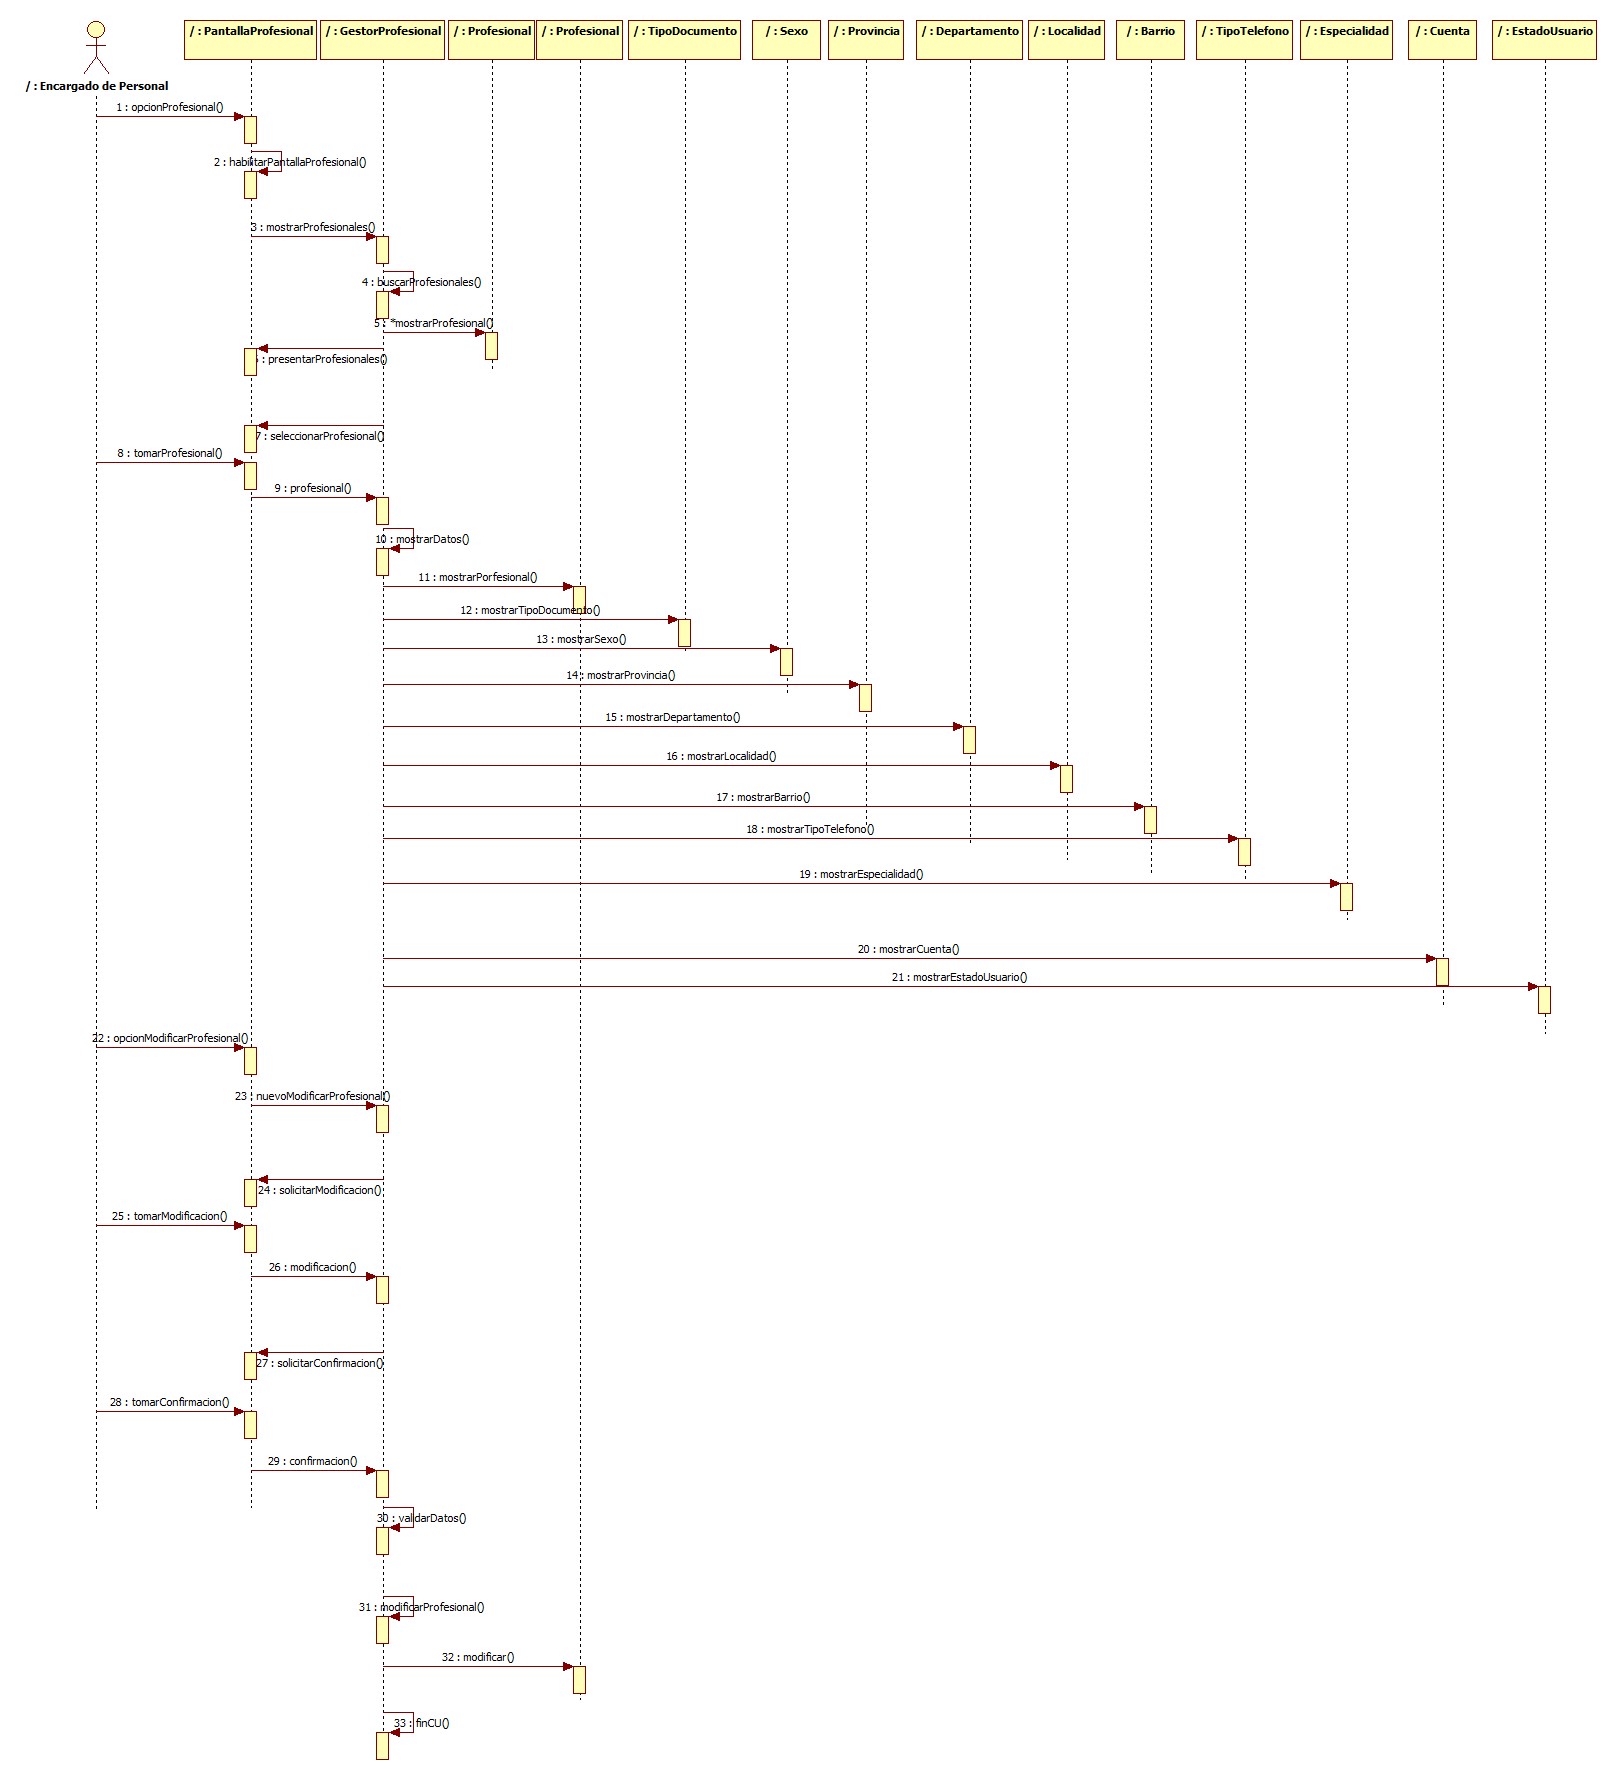 / : PantallaProfesional
/ : GestorProfesional
/ : Profesional
/ : Profesional
/ : TipoDocumento
/ : Sexo
/ : Provincia
/ : Departamento
/ : Localidad
/ : Barrio
/ : TipoTelefono
/ : Especialidad
/ : Cuenta
/ : EstadoUsuario
/ : Encargado de Personal
1 : opcionProfesional()
2 : habilitarPantallaProfesional()
3 : mostrarProfesionales()
4 : buscarProfesionales()
5 : *mostrarProfesional()
6 : presentarProfesionales()
7 : seleccionarProfesional()
8 : tomarProfesional()
9 : profesional()
10 : mostrarDatos()
11 : mostrarPorfesional()
12 : mostrarTipoDocumento()
13 : mostrarSexo()
14 : mostrarProvincia()
15 : mostrarDepartamento()
16 : mostrarLocalidad()
17 : mostrarBarrio()
18 : mostrarTipoTelefono()
19 : mostrarEspecialidad()
20 : mostrarCuenta()
21 : mostrarEstadoUsuario()
22 : opcionModificarProfesional()
23 : nuevoModificarProfesional()
24 : solicitarModificacion()
25 : tomarModificacion()
26 : modificacion()
27 : solicitarConfirmacion()
28 : tomarConfirmacion()
29 : confirmacion()
30 : validarDatos()
31 : modificarProfesional()
32 : modificar()
33 : finCU()